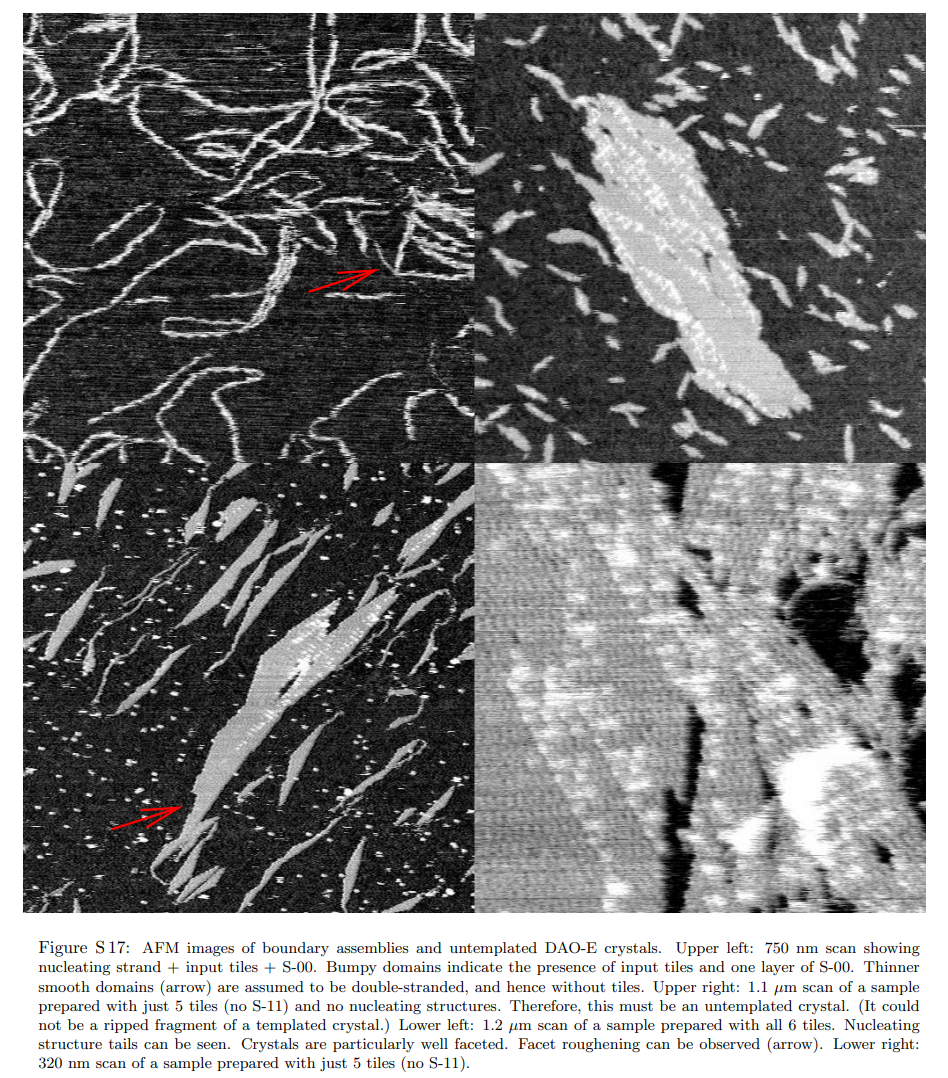 Figure S17: AFM images of boundary assemblies and untemplated DAO-E crystals. Upper left: 750 nm scan showing
nucleating strand + input tiles + S-00. Bumpy domains indicate the presence of input tiles and one layer of S-00. Thinner
smooth domains (arrow) are assumed to be double-stranded, and hence without tiles. Upper right: 1.1 μm scan of a sample
prepared with just 5 tiles (no S-11) and no nucleating structures. Therefore, this must be an untemplated crystal. (It could
not be a ripped fragment of a templated crystal.) Lower left: 1.2 μm scan of a sample prepared with all 6 tiles. Nucleating
structure tails can be seen. Crystals are particularly well faceted. Facet roughening can be observed (arrow). Lower right:
320 nm scan of a sample prepared with just 5 tiles (no S-11).